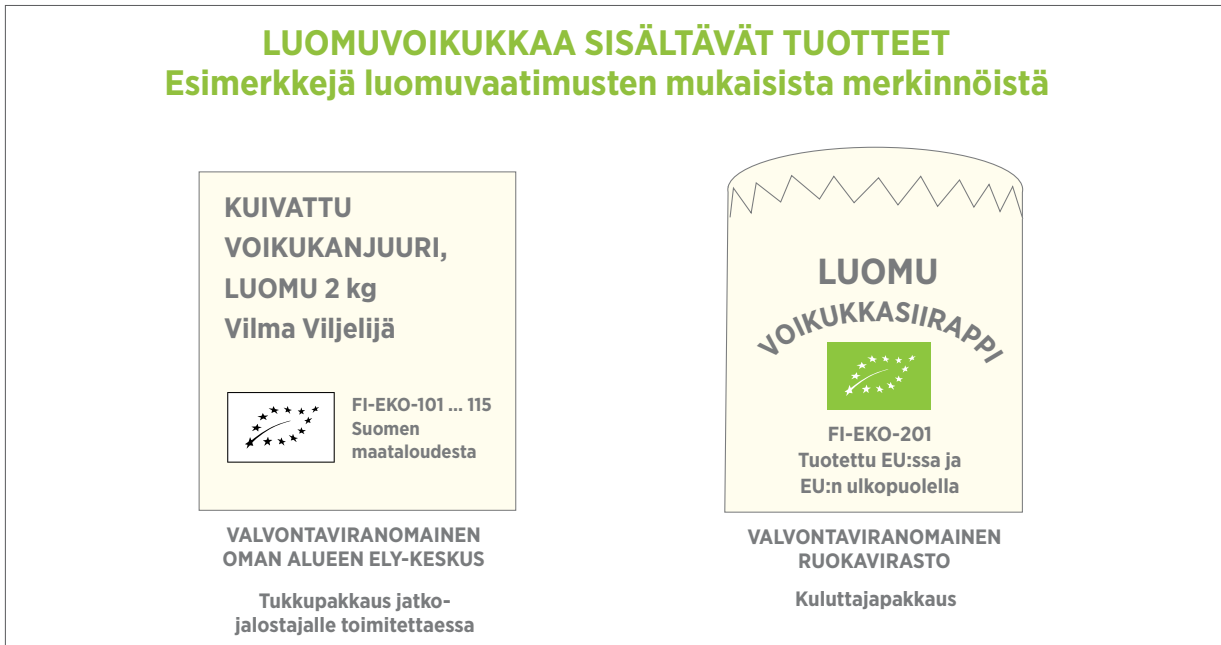 LUOMUVOIKUKKAA SISÄLTÄVÄT TUOTTEET
Esimerkkejä luomuvaatimusten mukaisista merkinnöistä
KUIVATTU
VOIKUKANJUURI,
LUOMU 2 kg
Vilma Viljelijä
FI-EKO-101 ... 115
Suomen
maataloudesta
VALVONTAVIRANOMAINEN
OMAN ALUEEN ELY-KESKUS
Tukkupakkaus jatko-
jalostajalle toimitettaessa
LUOMU
VOIKUKKASIIRAPPI
FI-EKO-201
Tuotettu EU:ssa ja
EU:n ulkopuolella
VALVONTAVIRANOMAINEN
RUOKAVIRASTO
Kuluttajapakkaus